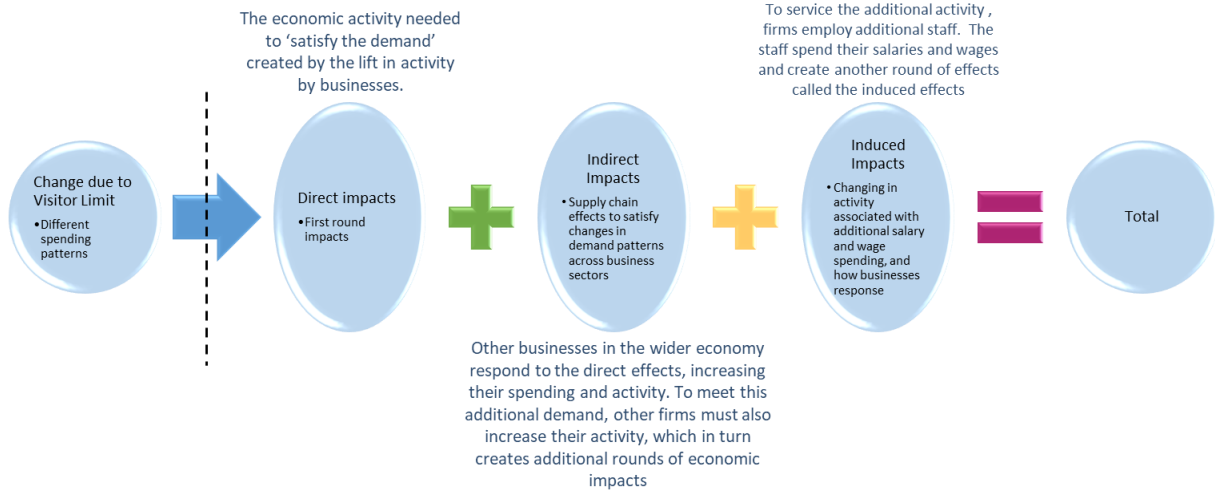 The economic activity needed
to ‘satisfy the demand’
created by the lift in activity
by businesses.
To service the additional activity ,
firms employ additional staff.  The
staff spend their salaries and wages
and create another round of effects
called the induced effects
Change due to
Visitor Limit
•Different
spending
patterns
Direct impacts
•First round
impacts
Indirect
Impacts
•Supply chain
effects to satisfy
changes in
demand patterns
across business
sectors
Induced
Impacts
•Changing in
activity
associated with
additional salary
and wage
spending, and
how businesses
response
Total
Other businesses in the wider economy
respond to the direct effects, increasing
their spending and activity. To meet this
additional demand, other firms must also
increase their activity, which in turn
creates additional rounds of economic
impacts